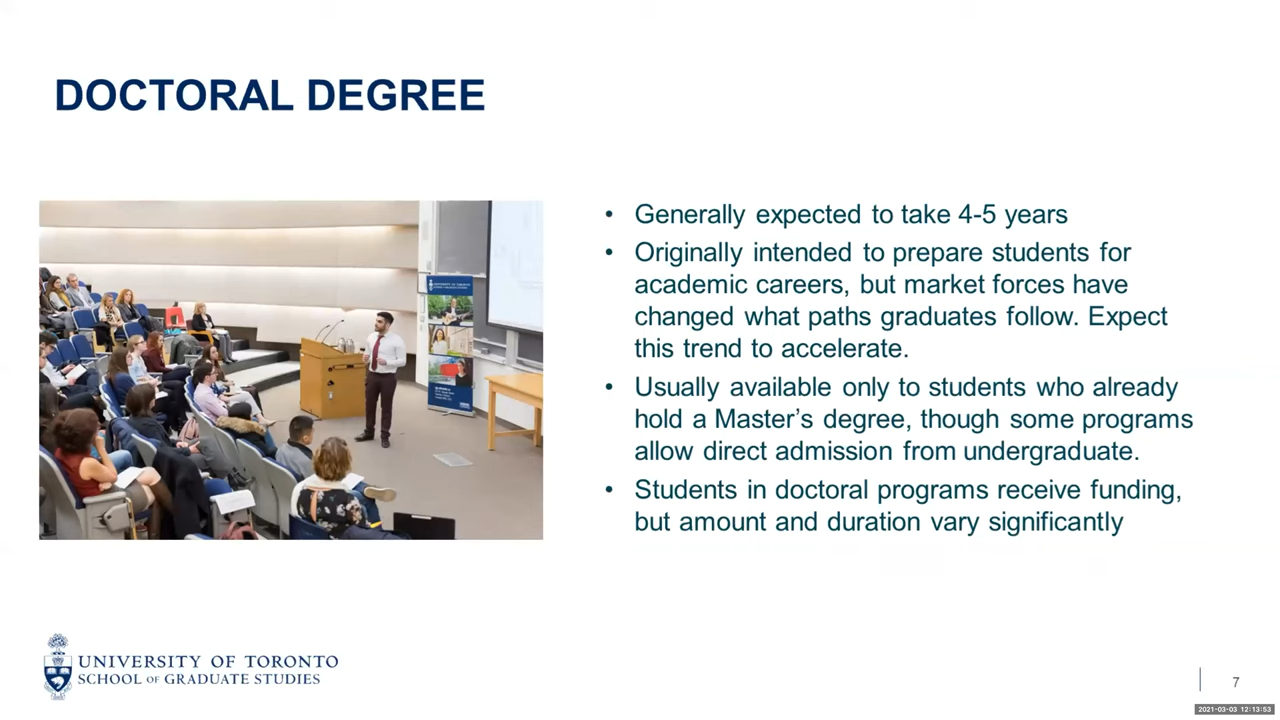 DOCTORAL DEGREE
• Generally expected to take 4-5 years
• Originally intended to prepare students for
academic careers, but market forces have
changed what paths graduates follow. Expect
this trend to accelerate.
• Usually available only to students who already
hold a Master’s degree, though some programs
allow direct admission from undergraduate.
• Students in doctoral programs receive funding,
but amount and duration vary significantly
UNIVERSITY OF TORONTO
SCHOOL OF GRADUATE STUDIES
7
2021-03-03 12:13:53